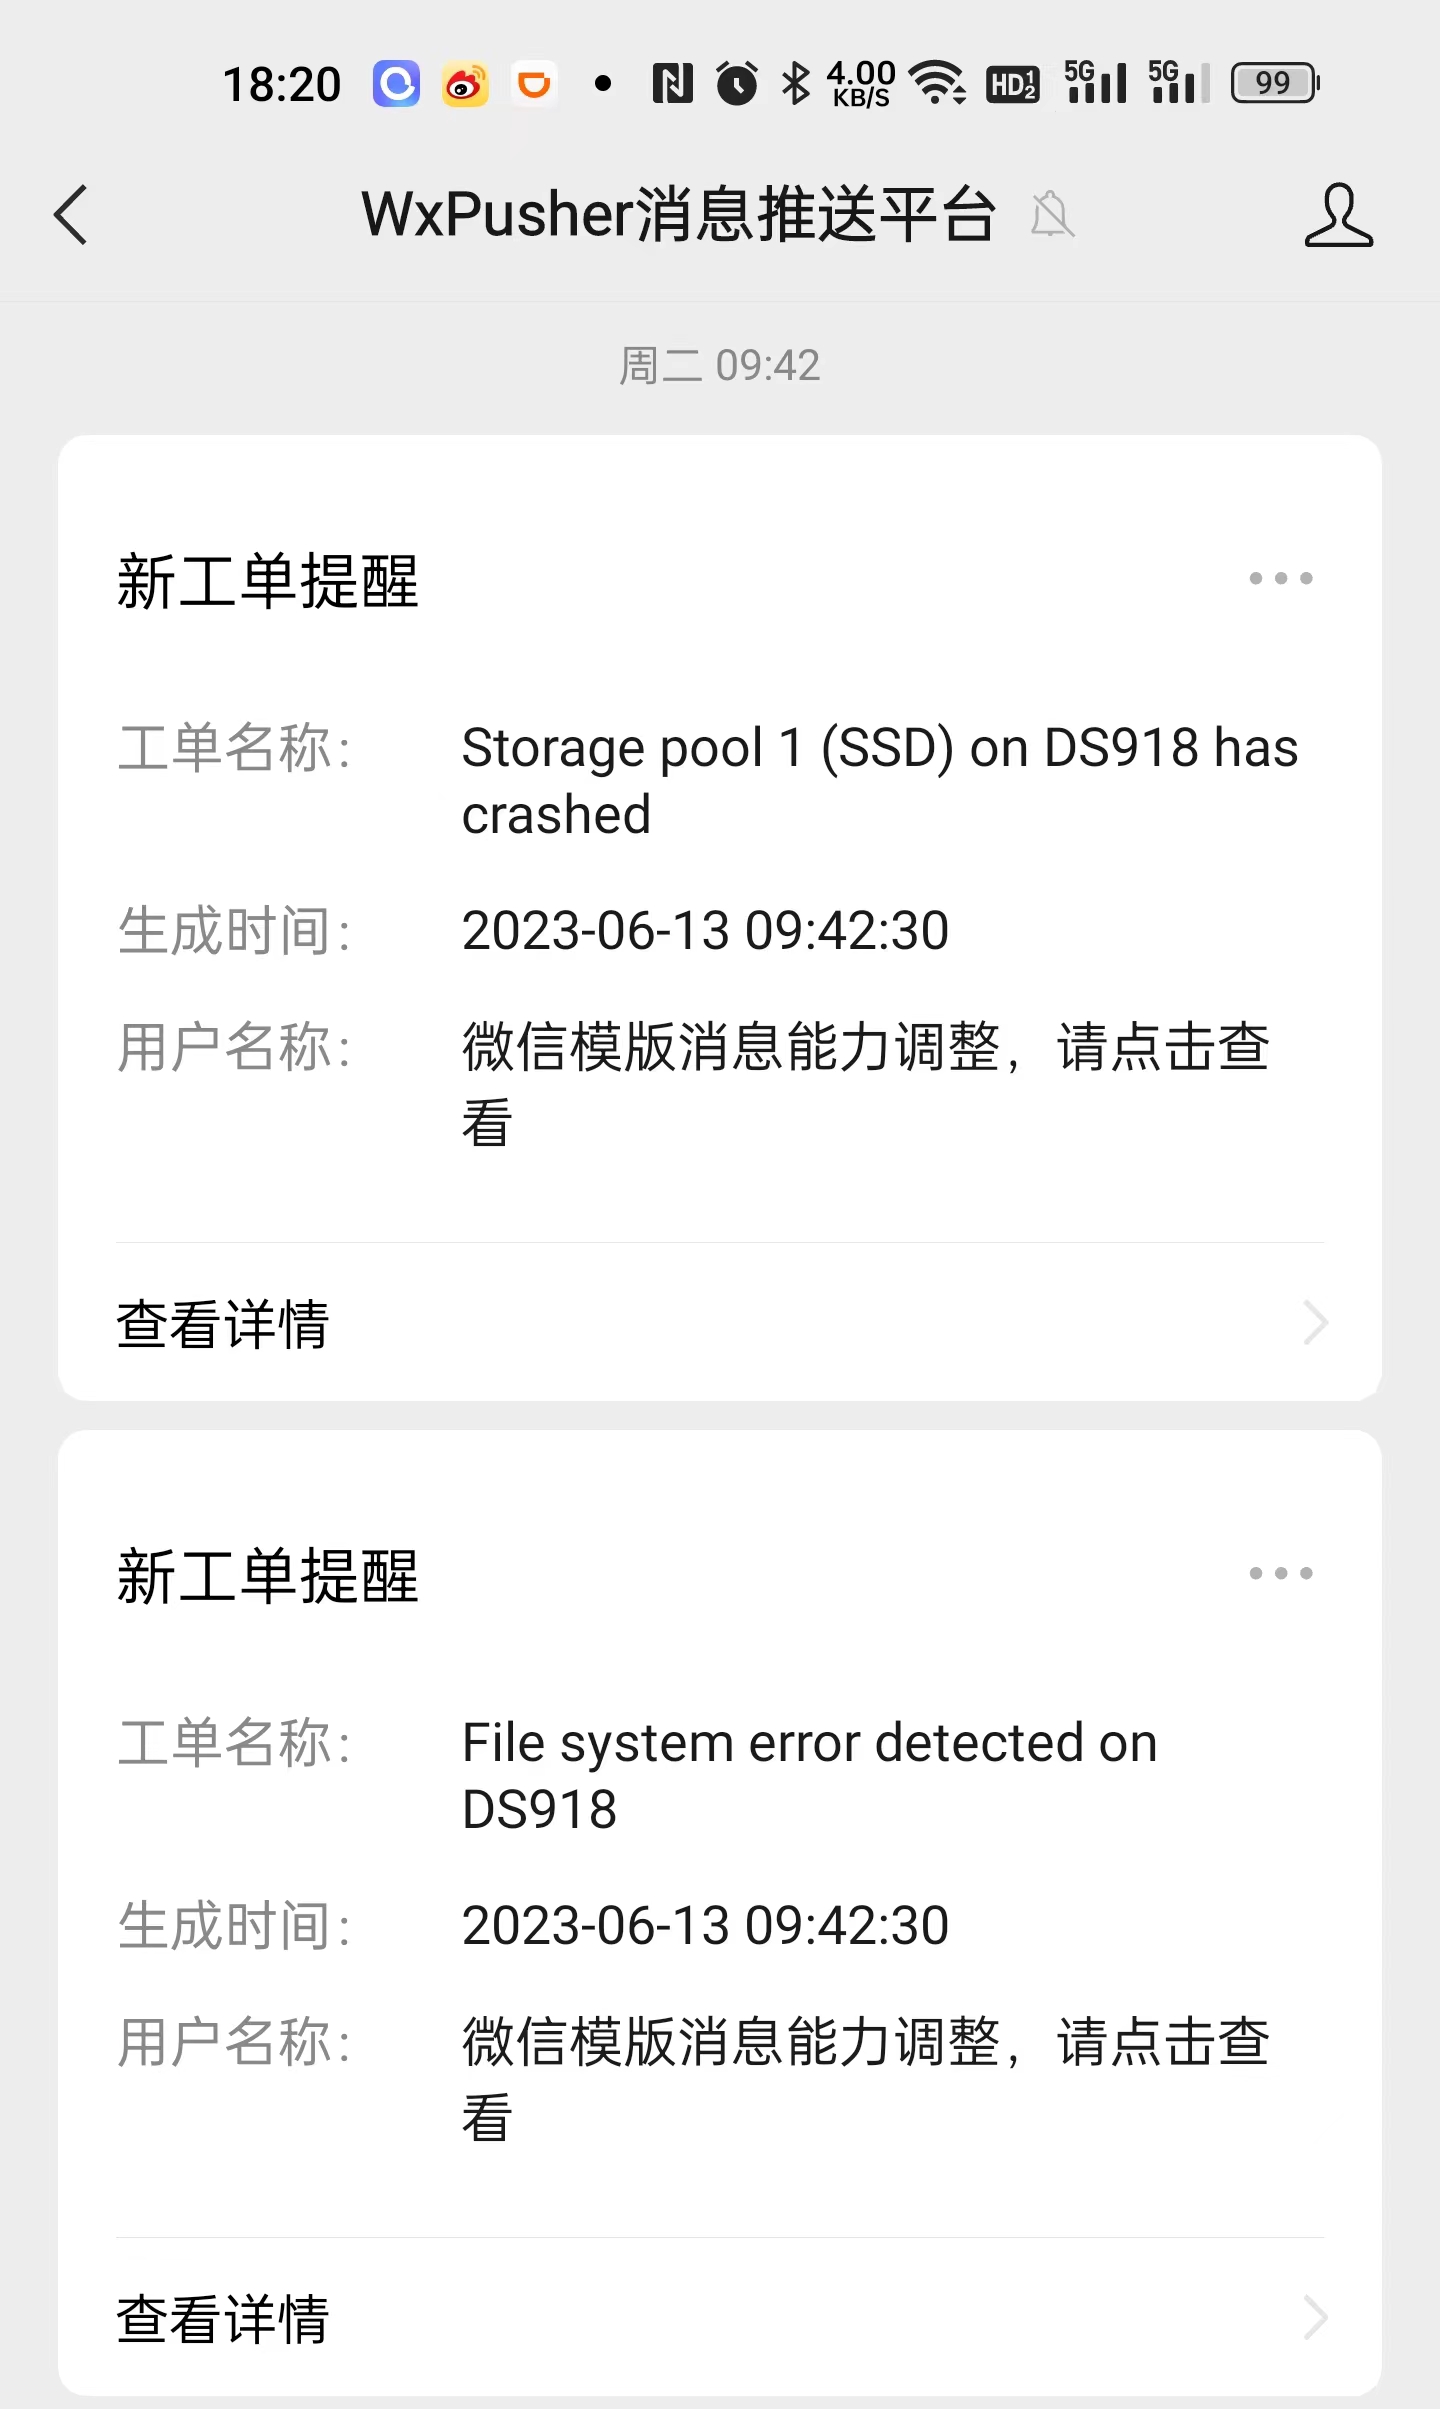 18:20 4.00 KB/S HD 1 2 5G 5G 99
WxPusher消息推送平台
周二 09:42
新工单提醒
工单名称： Storage pool 1 (SSD) on DS918 has
crashed
生成时间： 2023-06-13 09:42:30
用户名称： 微信模版消息能力调整，请点击查
看
查看详情
新工单提醒
工单名称： File system error detected on
DS918
生成时间： 2023-06-13 09:42:30
用户名称： 微信模版消息能力调整，请点击查
看
查看详情